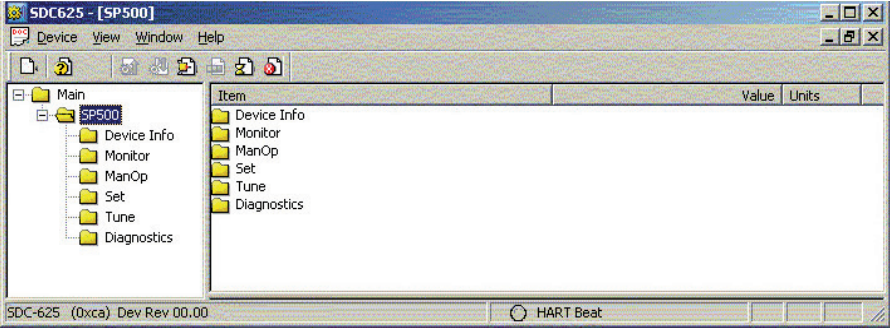 SDC625 - [SP500]
Device View Window Help
Main
SP500
Device Info
Monitor
ManOp
Set
Tune
Diagnostics
Item Value Units
Device Info
Monitor
ManOp
Set
Tune
Diagnostics
SDC-625 (0xca) Dev Rev 00.00 HART Beat